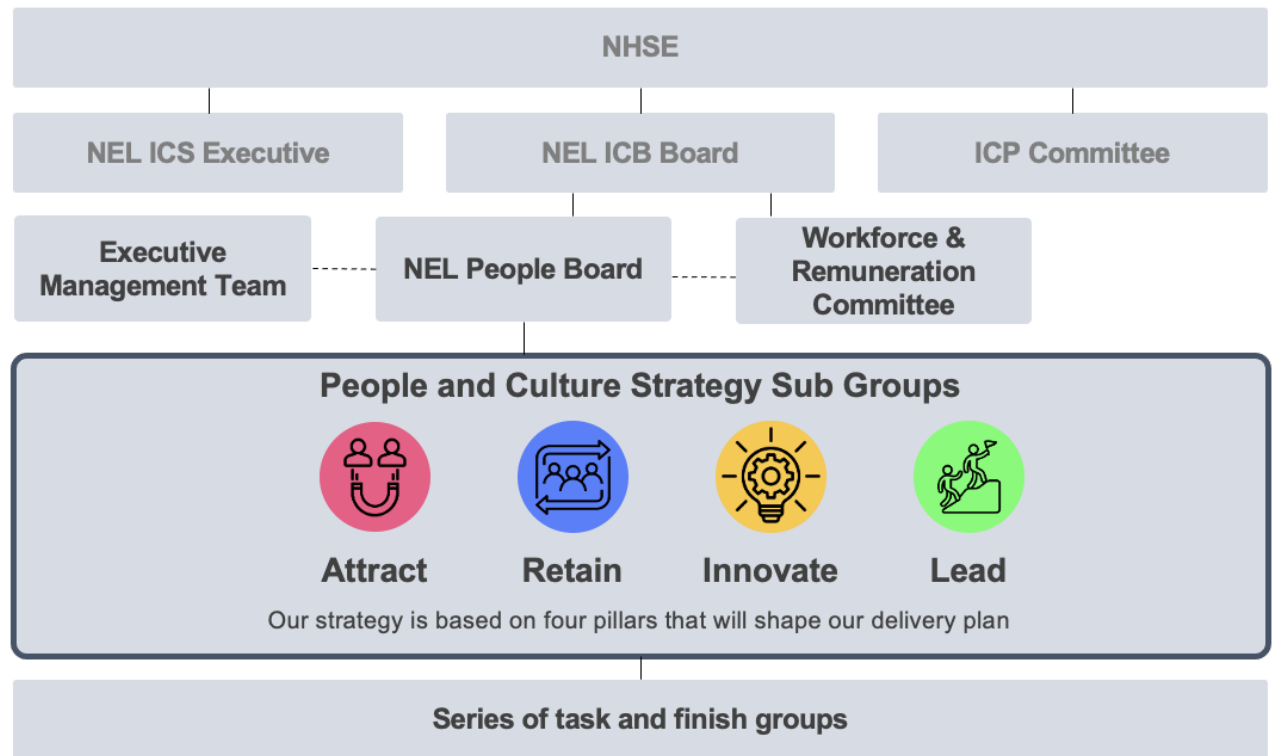 NHSE
NEL ICS Executive
NEL ICB Board
ICP Committee
Executive
Management Team
NEL People Board
Workforce &
Remuneration
Committee
People and Culture Strategy Sub Groups
Attract
Retain
Innovate
Lead
Our strategy is based on four pillars that will shape our delivery plan
Series of task and finish groups